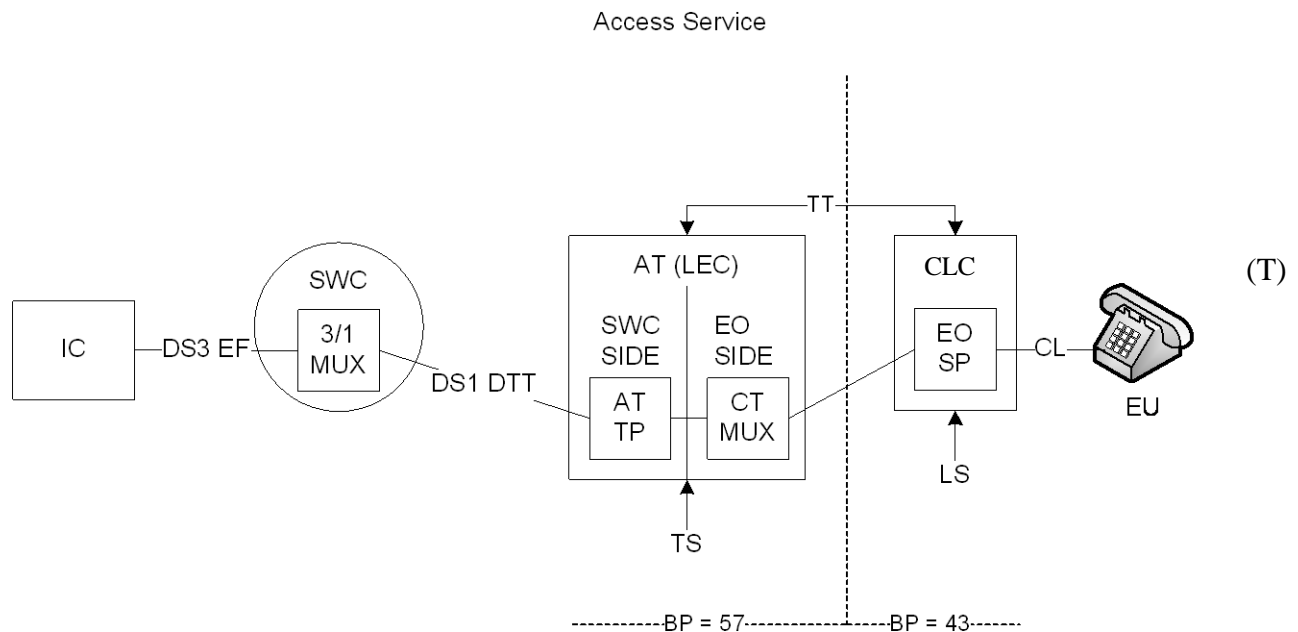 Access Service
TT
AT (LEC)
CLC
(T)
SWC
SWC
SIDE
EO
SIDE
IC
DS3 EF
3/1
MUX
EO
SP
CL
DS1 DTT
AT
TP
CT
MUX
EU
LS
TS
BP = 57
BP = 43